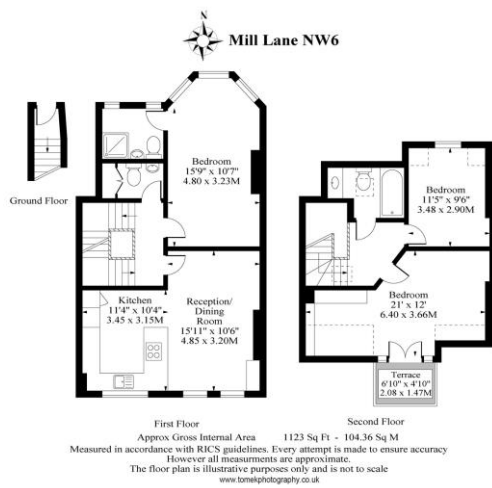 N
Mill Lane NW6
Ground Floor
Bedroom
15'9" x 10'7"
4.80 x 3.23M
Kitchen
11'4" x 10'4"
3.45 x 3.15M
Reception/
Dining
Room
15'11" x 10'6"
4.85 x 3.20M
First Floor
Bedroom
11'5" x 9'6"
3.48 x 2.90M
Bedroom
21' x 12'
6.40 x 3.66M
Terrace
6'10" x 4'10"
2.08 x 1.47M
Second Floor
Approx Gross Internal Area 1123 Sq Ft - 104.36 Sq M
Measured in accordance with RICS guidelines. Every attempt is made to ensure accuracy
However all measurments are approximate.
The floor plan is illustrative purposes only and is not to scale
www.tomekphotography.co.uk